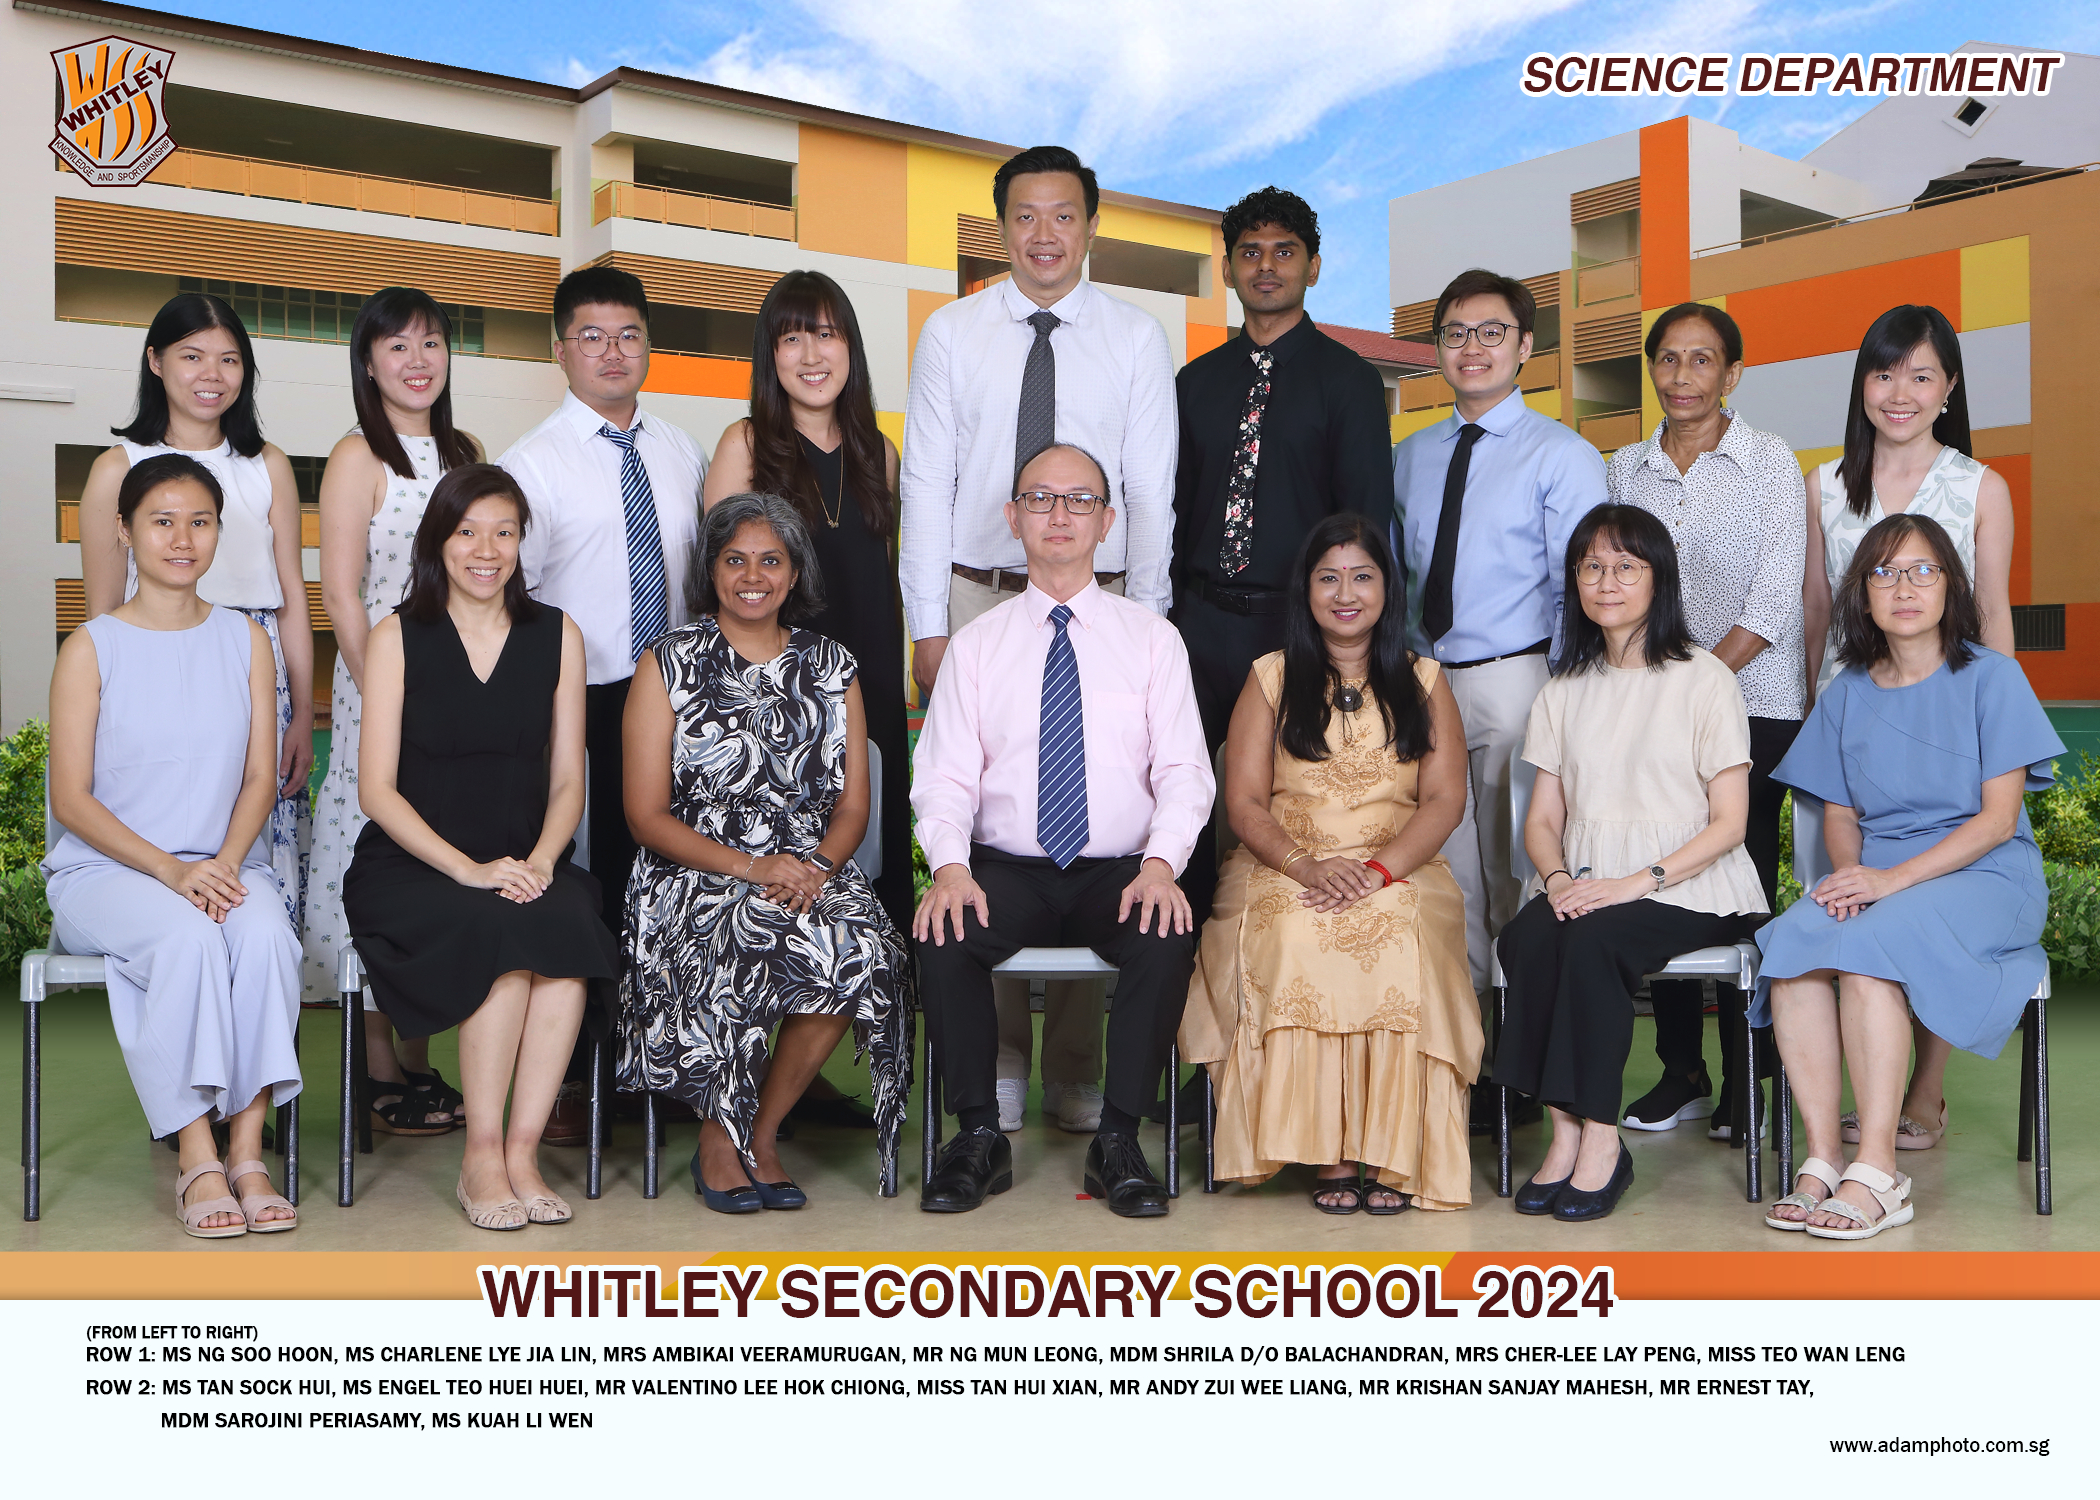 WHITLEY
KNOWLEDGE AND SPORTSMANSHIP
SCIENCE DEPARTMENT
WHITLEY SECONDARY SCHOOL 2024
(FROM LEFT TO RIGHT)
ROW 1: MS NG SOO HOON, MS CHARLENE LYE JIA LIN, MRS AMBIKAI VEERAMURUGAN, MR NG MUN LEONG, MDM SHRILA D/O BALACHANDRAN, MRS CHER-LEE LAY PENG, MISS TEO WAN LENG
ROW 2: MS TAN SOCK HUI, MS ENGEL TEO HUEI HUEI, MR VALENTINO LEE HOK CHIONG, MISS TAN HUI XIAN, MR ANDY ZUI WEE LIANG, MR KRISHAN SANJAY MAHESH, MR ERNEST TAY,
MDM SAROJINI PERIASAMY, MS KUAH LI WEN
www.adamphoto.com.sg